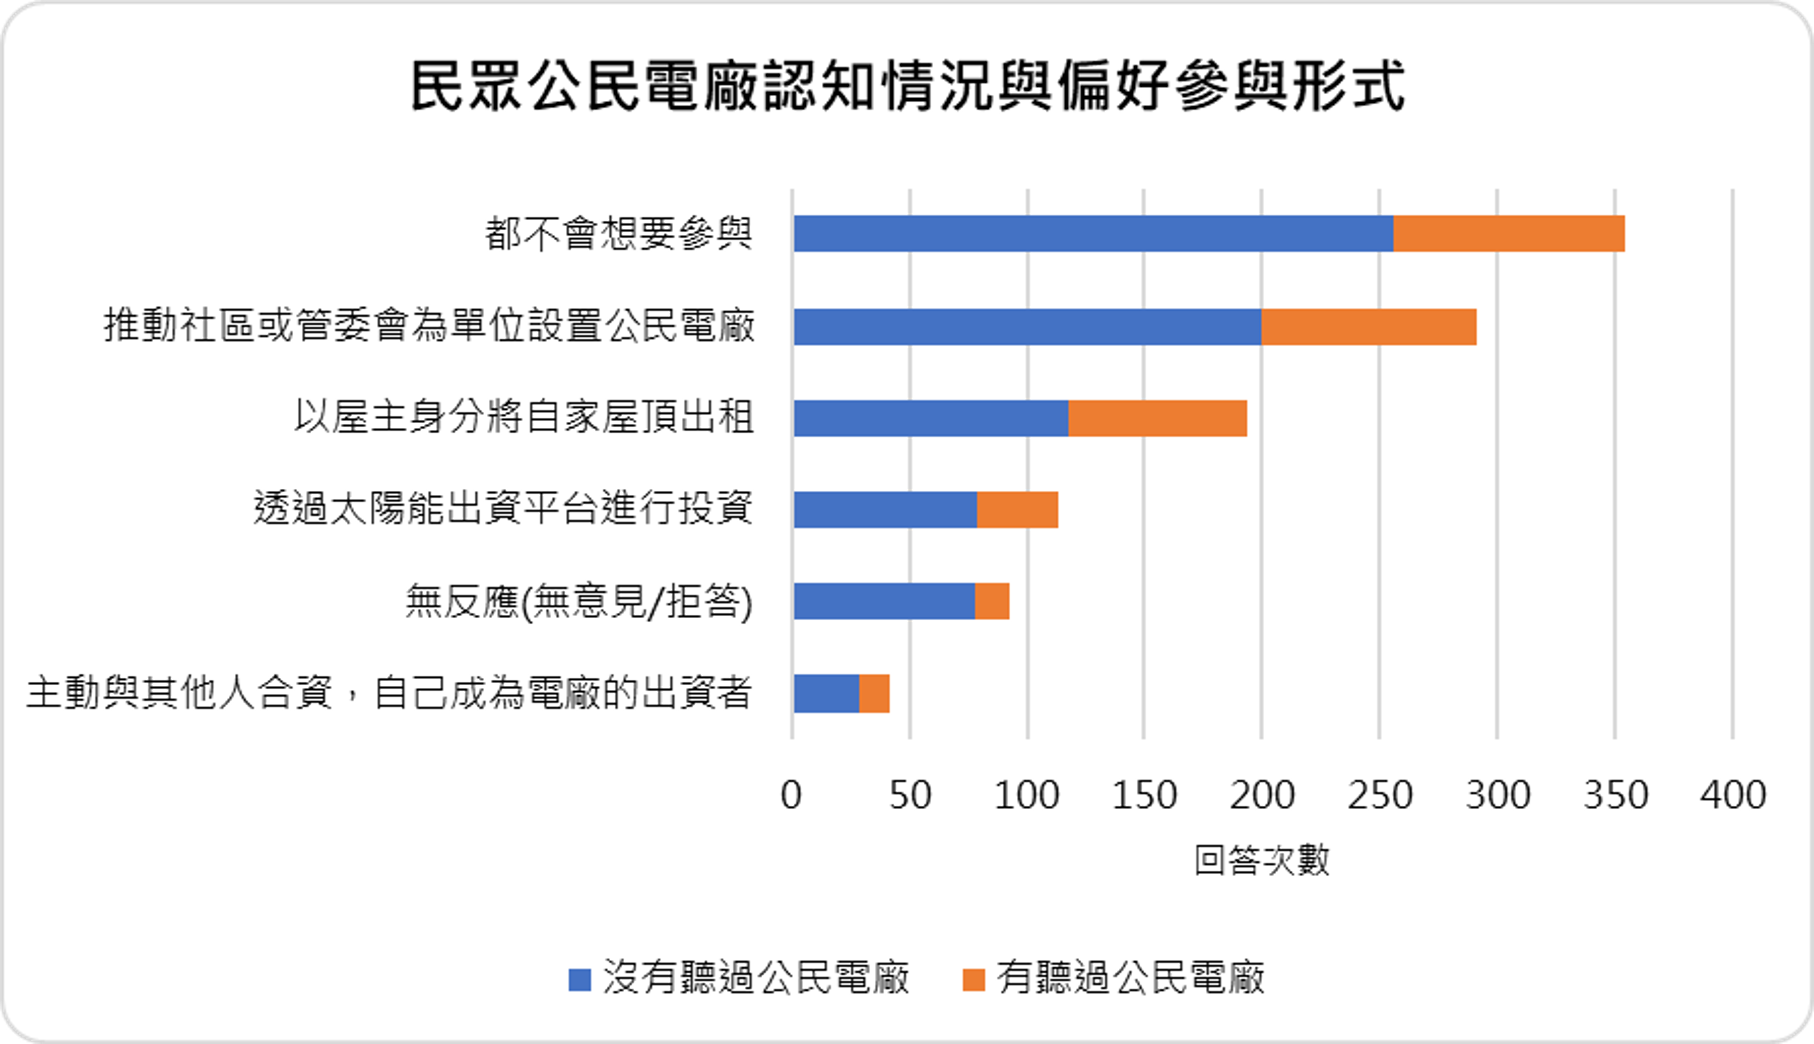 民眾公民電廠認知情況與偏好參與形式
都不會想要參與
推動社區或管委會為單位設置公民電廠
以屋主身分將自家屋頂出租
透過太陽能出資平台進行投資
無反應(無意見/拒答)
主動與其他人合資，自己成為電廠的出資者
0 50 100 150 200 250 300 350 400
回答次數
沒有聽過公民電廠 有聽過公民電廠